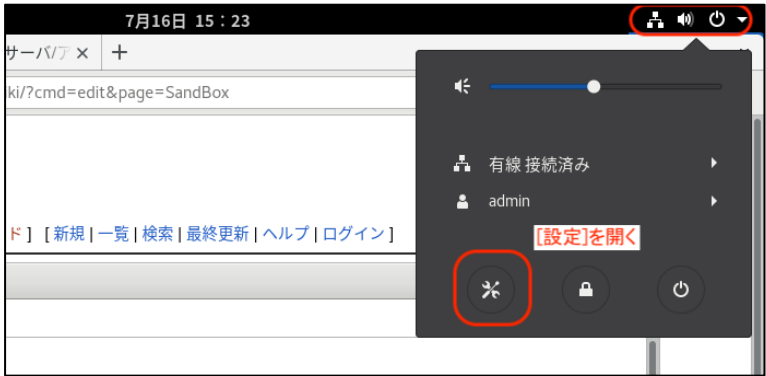 7月16日 15：23
サーバ/ア
ki/?cmd=edit&page=SandBox
有線 接続済み
admin
ド ] [ 新規 | 一覧 | 検索 | 最終更新 | ヘルプ | ログイン ]
[設定]を開く